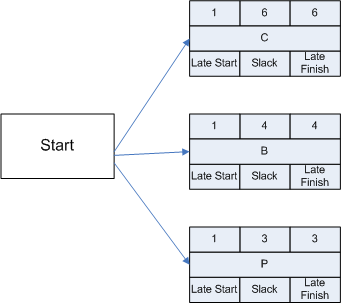 1 6 6
C
Late Start Slack Late Finish
Start
1 4 4
B
Late Start Slack Late Finish
1 3 3
P
Late Start Slack Late Finish